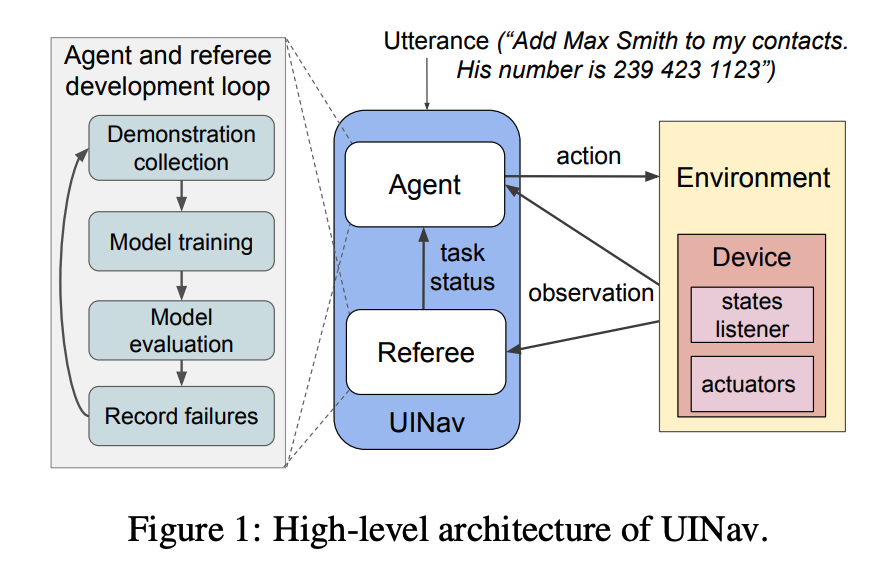 Agent and referee
development loop
Demonstration
collection
Model training
Model
evaluation
Record failures
Utterance (“Add Max Smith to my contacts.
His number is 239 423 1123”)
Agent
task
status
Referee
UINav
action
observation
Environment
Device
states
listener
actuators
Figure 1: High-level architecture of UINav.